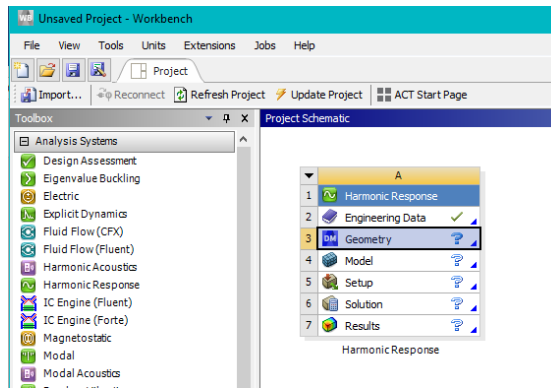 Unsaved Project - Workbench
File View Tools Units Extensions Jobs Help
Project
Import... Reconnect Refresh Project Update Project ACT Start Page
Toolbox
Project Schematic
Analysis Systems
Design Assessment
Eigenvalue Buckling
Electric
Explicit Dynamics
Fluid Flow (CFX)
Fluid Flow (Fluent)
Harmonic Acoustics
Harmonic Response
IC Engine (Fluent)
IC Engine (Forte)
Magnetostatic
Modal
Modal Acoustics
A
1 Harmonic Response
2 Engineering Data
3 DM Geometry ?
4 Model ?
5 Setup ?
6 Solution ?
7 Results ?
Harmonic Response